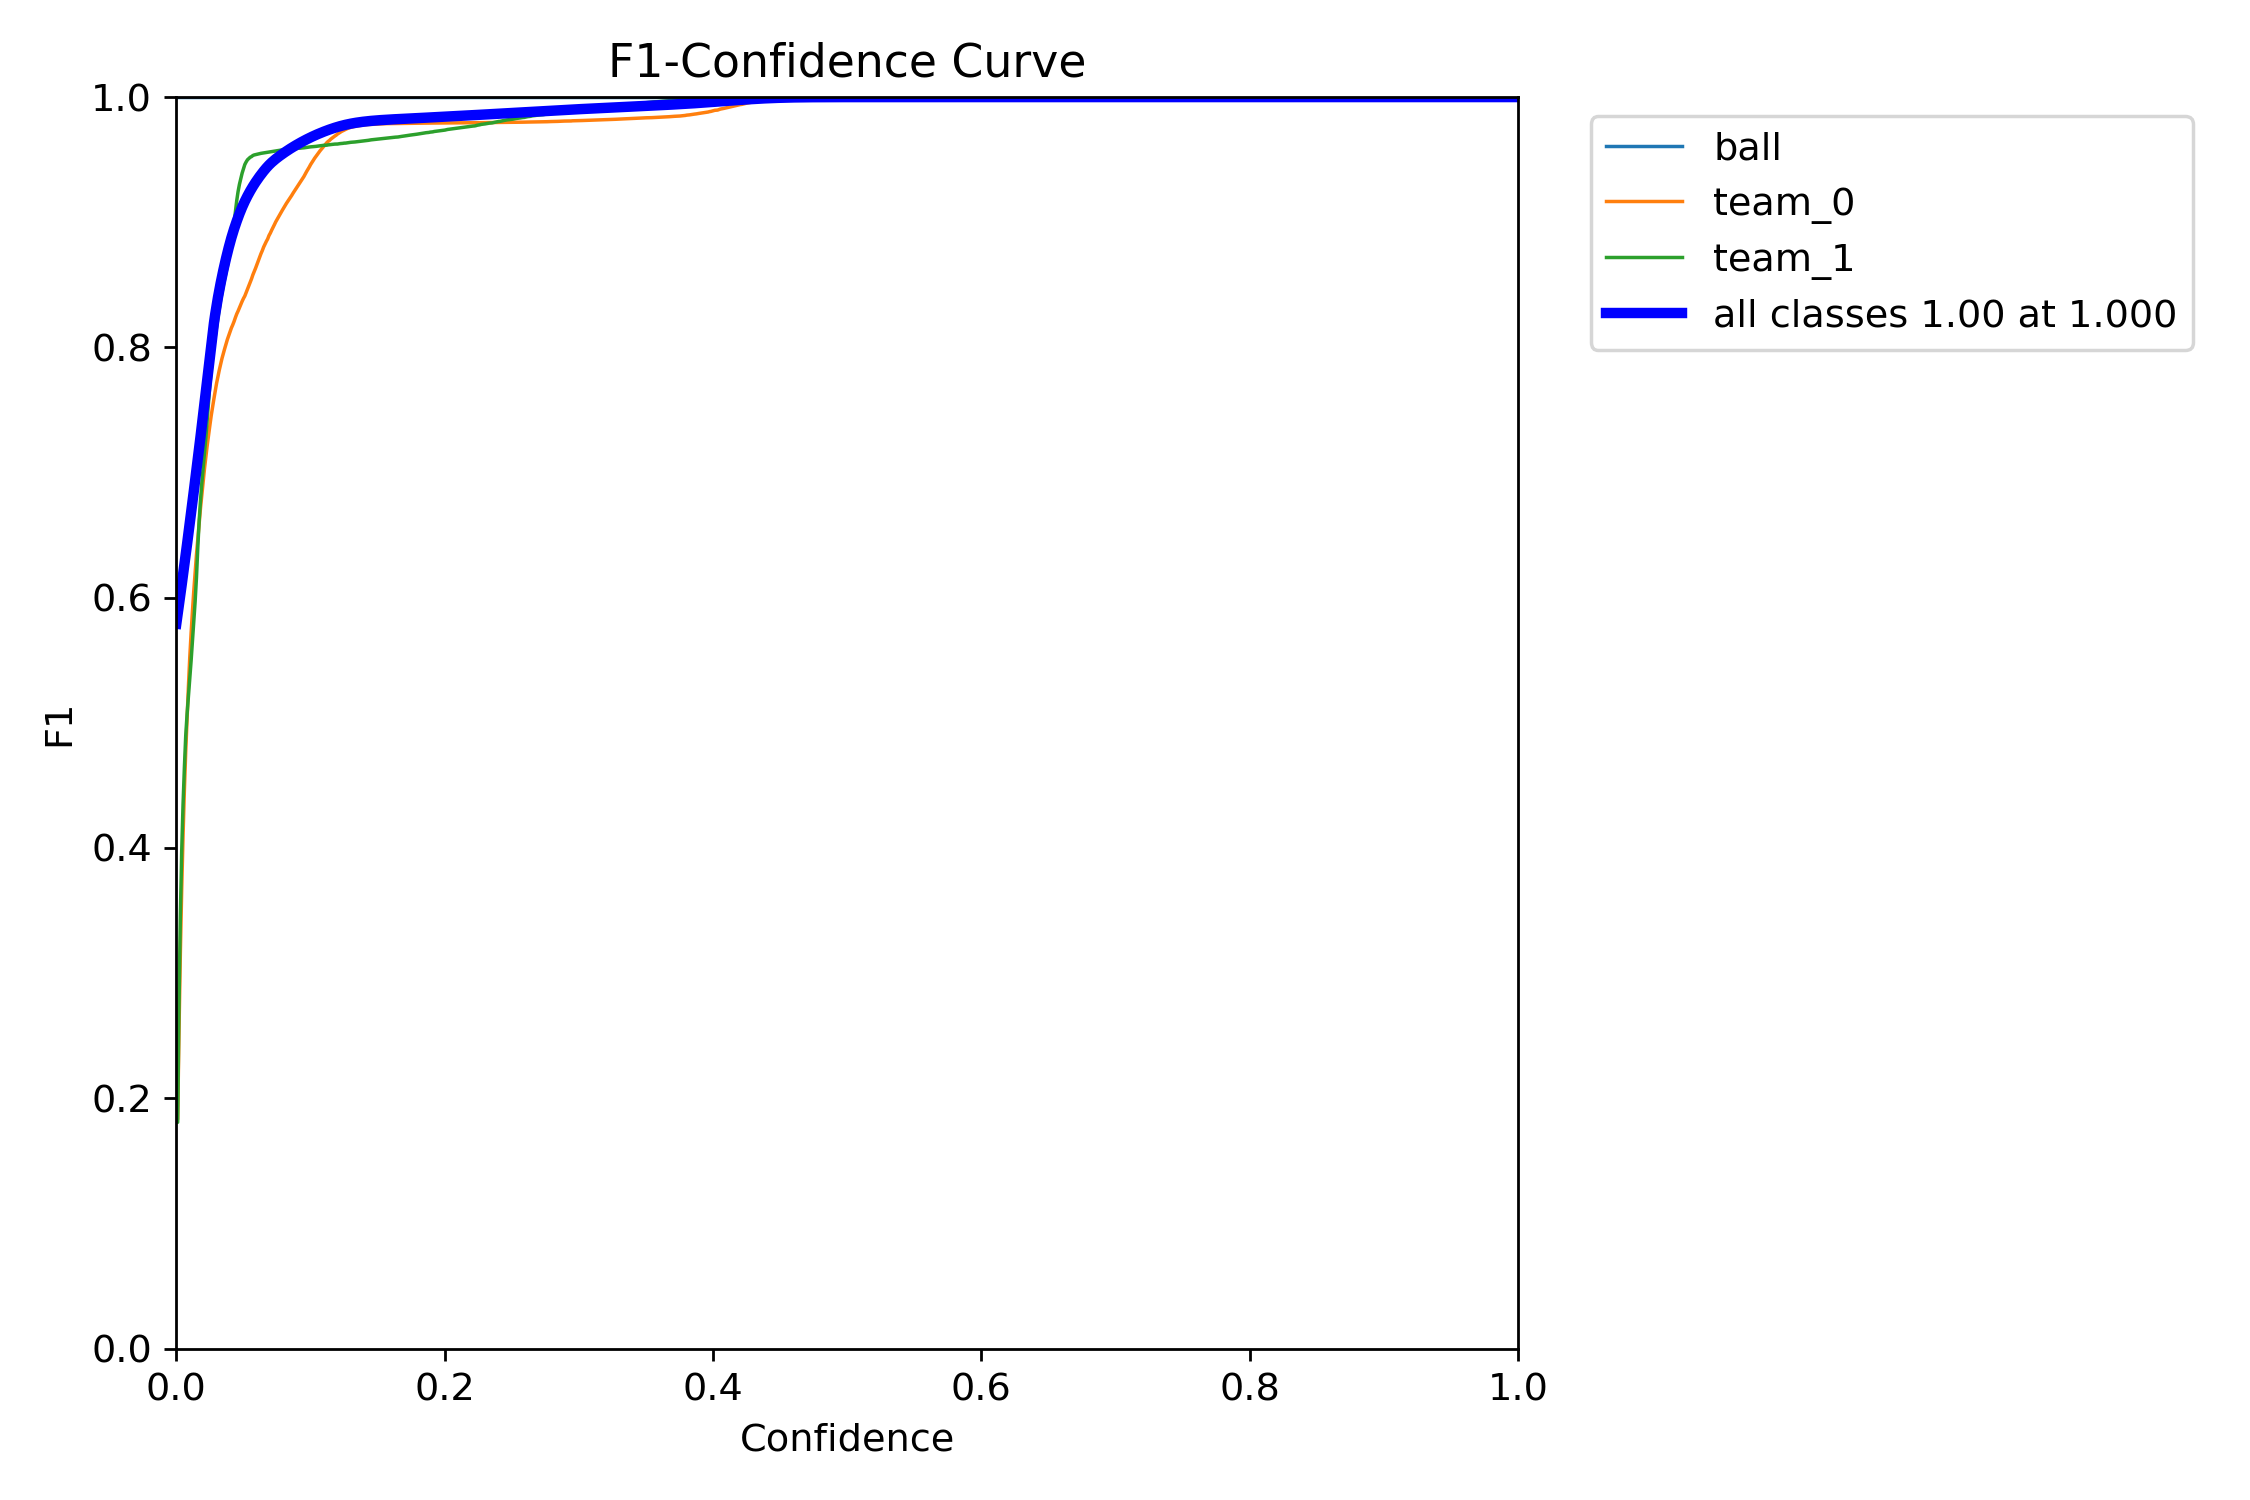 F1-Confidence Curve
1.0
0.8
0.6
0.4
0.2
0.0
F1
0.0 0.2 0.4 0.6 0.8 1.0
Confidence
ball
team_0
team_1
all classes 1.00 at 1.000